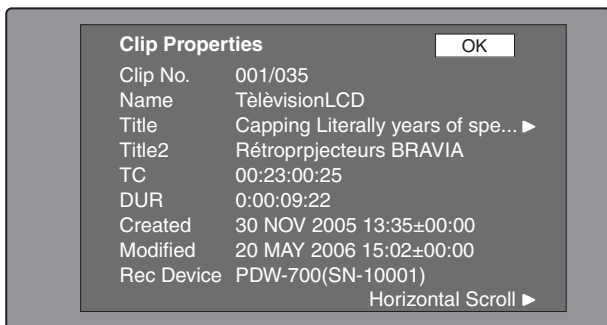 Clip Properties OK
Clip No. 001/035
Name TèlèvisionLCD
Title Capping Literally years of spe... ▶
Title2 Rétroprpjecteurs BRAVIA
TC 00:23:00:25
DUR 0:00:09:22
Created 30 NOV 2005 13:35±00:00
Modified 20 MAY 2006 15:02±00:00
Rec Device PDW-700(SN-10001)
Horizontal Scroll ▶